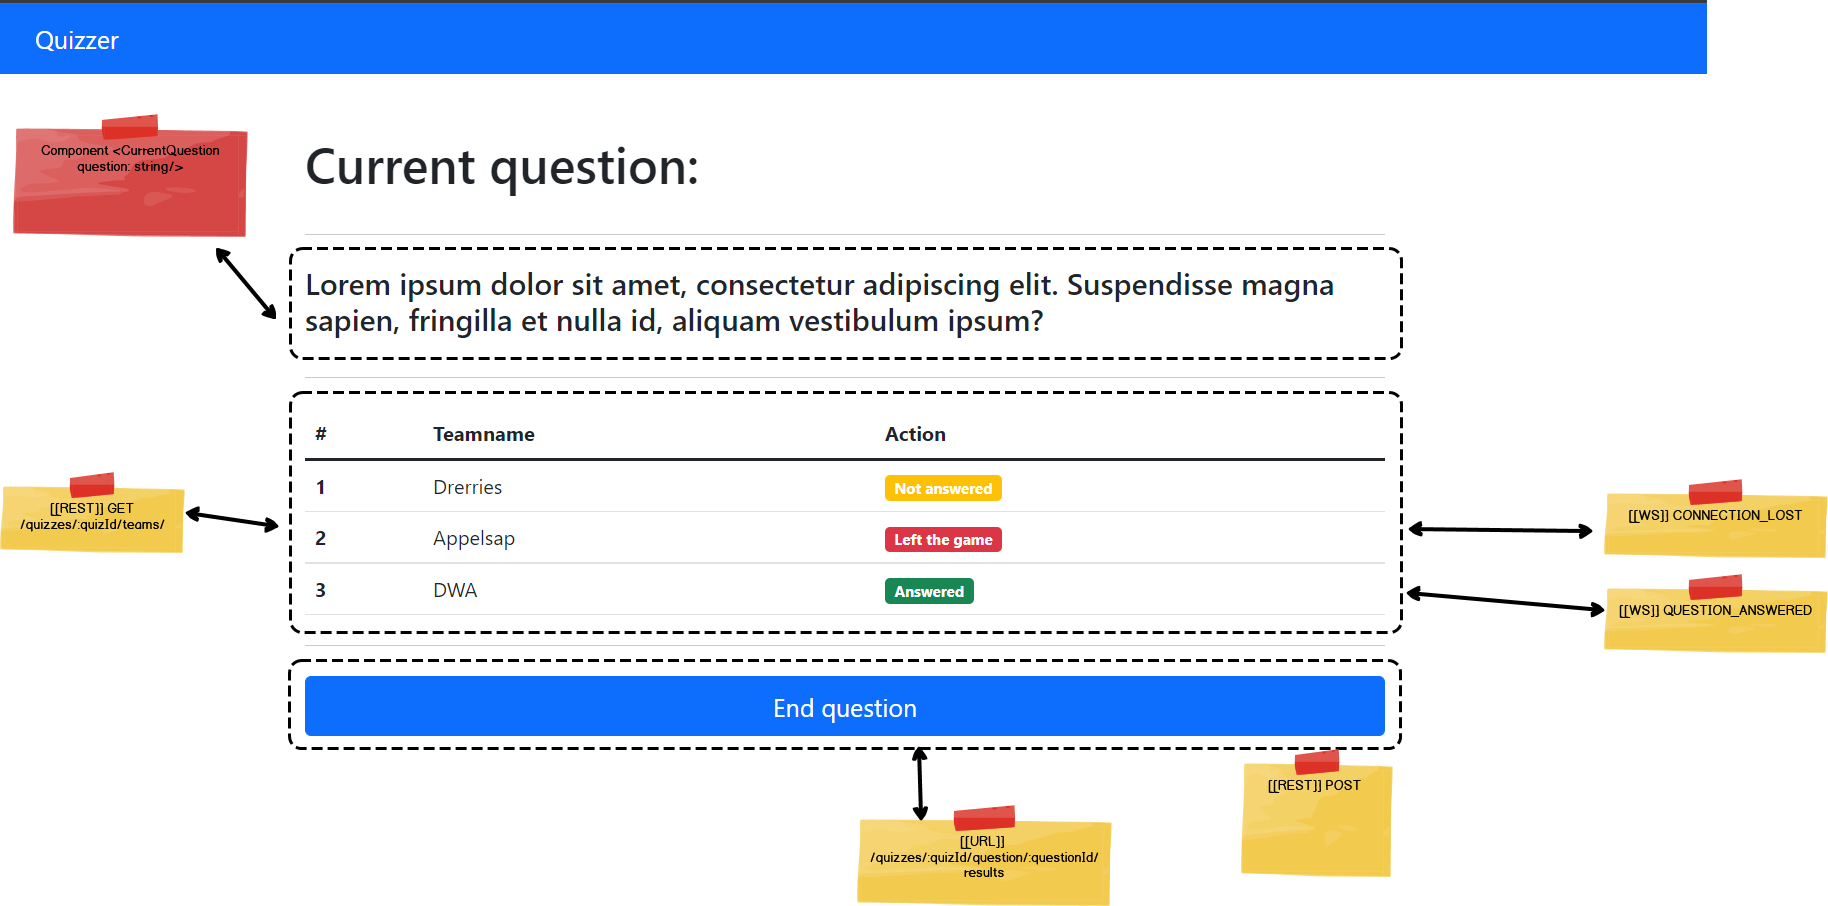 Quizzer
Component <CurrentQuestion
question: string/>
Current question:
Lorem ipsum dolor sit amet, consectetur adipiscing elit. Suspendisse magna
sapien, fringilla et nulla id, aliquam vestibulum ipsum?
# Teamname Action
1 Drerries Not answered
2 Appelsap Left the game
3 DWA Answered
[[REST]] GET
/quizzes/:quizId/teams/
[[WS]] CONNECTION_LOST
[[WS]] QUESTION_ANSWERED
End question
[[REST]] POST
[[URL]]
/quizzes/:quizId/question/:questionId/
results